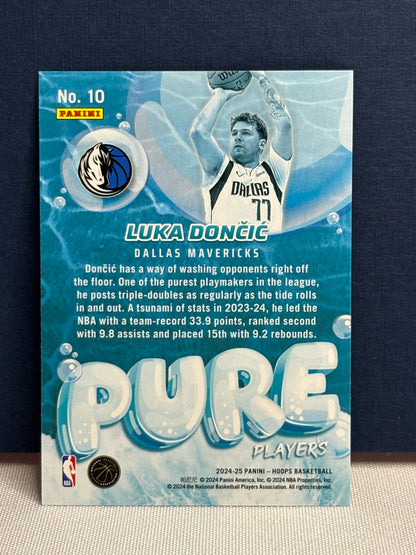 No. 10
PANINI
DALLAS
77
LUKA DONČIĆ
DALLAS MAVERICKS
Dončić has a way of washing opponents right off
the floor. One of the purest playmakers in the league,
he posts triple-doubles as regularly as the tide rolls
in and out. A tsunami of stats in 2023-24, he led the
NBA with a team-record 33.9 points, ranked second
with 9.8 assists and placed 15th with 9.2 rebounds.
PURE
PLAYERS
2024-25 PANINI – HOOPS BASKETBALL
© 2024 Panini America, Inc. © 2024 NBA Properties, Inc.
© 2024 the National Basketball Players Association. All rights reserved.
NBA